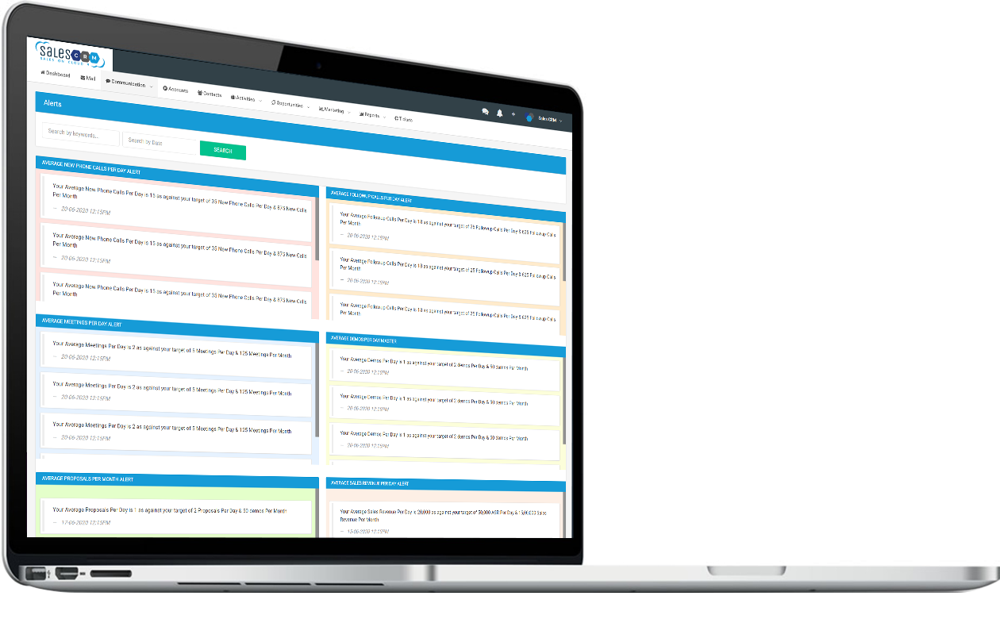 sales CRM
SALES ON CLOUD 9
Dashboard Mail Communication Accounts Contacts Activities Opportunities Marketing Reports Tickets
Sales CRM
Alerts
Search by keywords...
Search by Date
SEARCH
AVERAGE NEW PHONE CALLS PER DAY ALERT
Your Average New Phone Calls Per Day is 15 as against your target of 35 New Phone Calls Per Day & 875 New Calls
Per Month
— 20-06-2020 12:15PM
Your Average New Phone Calls Per Day is 15 as against your target of 35 New Phone Calls Per Day & 875 New Calls
Per Month
— 20-06-2020 12:15PM
Your Average New Phone Calls Per Day is 15 as against your target of 35 New Phone Calls Per Day & 875 New Calls
Per Month
AVERAGE FOLLOWUP CALLS PER DAY ALERT
Your Average Followup Calls Per Day is 18 as against your target of 25 Followup Calls Per Day & 625 Followup Calls
Per Month
— 20-06-2020 12:15PM
Your Average Followup Calls Per Day is 18 as against your target of 25 Followup Calls Per Day & 625 Followup Calls
Per Month
— 20-06-2020 12:15PM
Your Average Followup Calls Per Day is 18 as against your target of 25 Followup Calls Per Day & 625 Followup Calls
Per Month
AVERAGE MEETINGS PER DAY ALERT
Your Average Meetings Per Day is 2 as against your target of 5 Meetings Per Day & 125 Meetings Per Month
— 20-06-2020 12:15PM
Your Average Meetings Per Day is 2 as against your target of 5 Meetings Per Day & 125 Meetings Per Month
— 20-06-2020 12:15PM
Your Average Meetings Per Day is 2 as against your target of 5 Meetings Per Day & 125 Meetings Per Month
— 20-06-2020 12:15PM
AVERAGE DEMOS PER DAY MASTER
Your Average Demos Per Day is 1 as against your target of 2 demos Per Day & 50 demos Per Month
— 20-06-2020 12:15PM
Your Average Demos Per Day is 1 as against your target of 2 demos Per Day & 50 demos Per Month
— 20-06-2020 12:15PM
Your Average Demos Per Day is 1 as against your target of 2 demos Per Day & 50 demos Per Month
— 20-06-2020 12:15PM
AVERAGE PROPOSALS PER MONTH ALERT
Your Average Proposals Per Day is 1 as against your target of 2 Proposals Per Day & 50 demos Per Month
— 17-06-2020 12:15PM
AVERAGE SALES REVENUE PER DAY ALERT
Your Average Sales Revenue Per Day is 20,000 as against your target of 50,000 ASR Per Day & 15,00,000 Sales
Revenue Per Month
— 15-06-2020 12:15PM